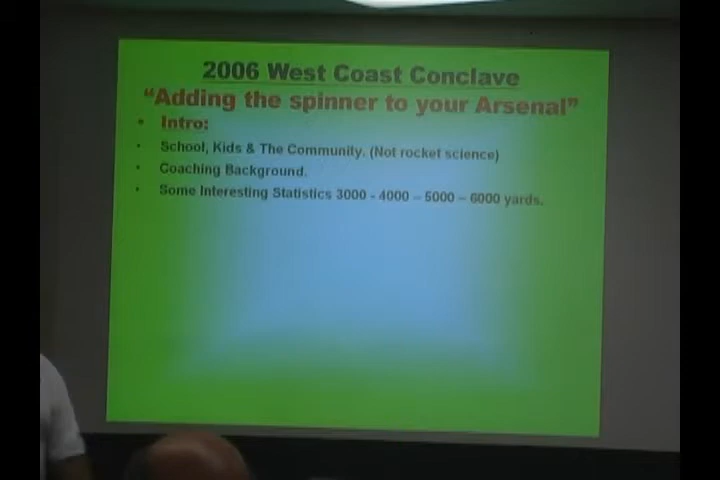 2006 West Coast Conclave
“Adding the spinner to your Arsenal”
• Intro:
• School, Kids & The Community. (Not rocket science)
• Coaching Background.
• Some Interesting Statistics 3000 - 4000 – 5000 – 6000 yards.